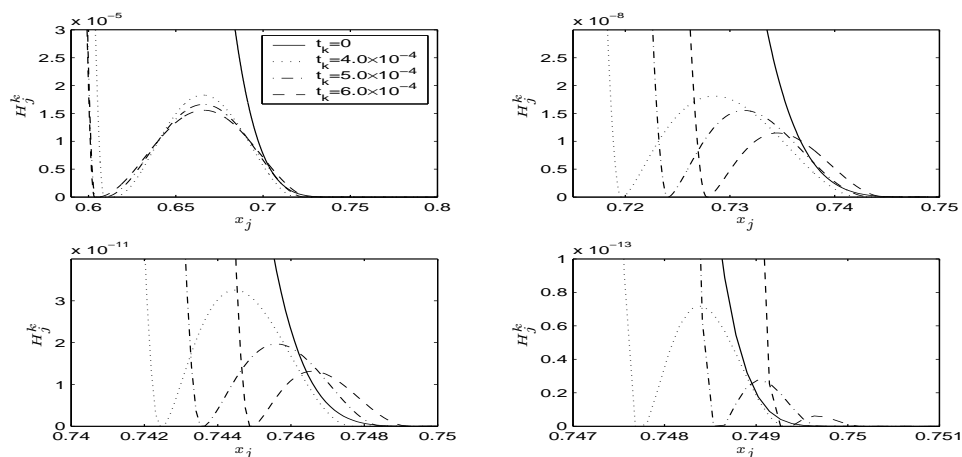 x 10⁻⁵
3
2.5
2
1.5
1
0.5
0
H_j^k
0.6
0.65
0.7
0.75
0.8
x_j
t_k=0
t_k=4.0×10⁻⁴
t_k=5.0×10⁻⁴
t_k=6.0×10⁻⁴
x 10⁻⁸
3
2.5
2
1.5
1
0.5
0
H_j^k
0.72
0.73
0.74
0.75
x_j
x 10⁻¹¹
3
2
1
0
H_j^k
0.74
0.742
0.744
0.746
0.748
0.75
x_j
x 10⁻¹³
1
0.8
0.6
0.4
0.2
0
H_j^k
0.747
0.748
0.749
0.75
0.751
x_j